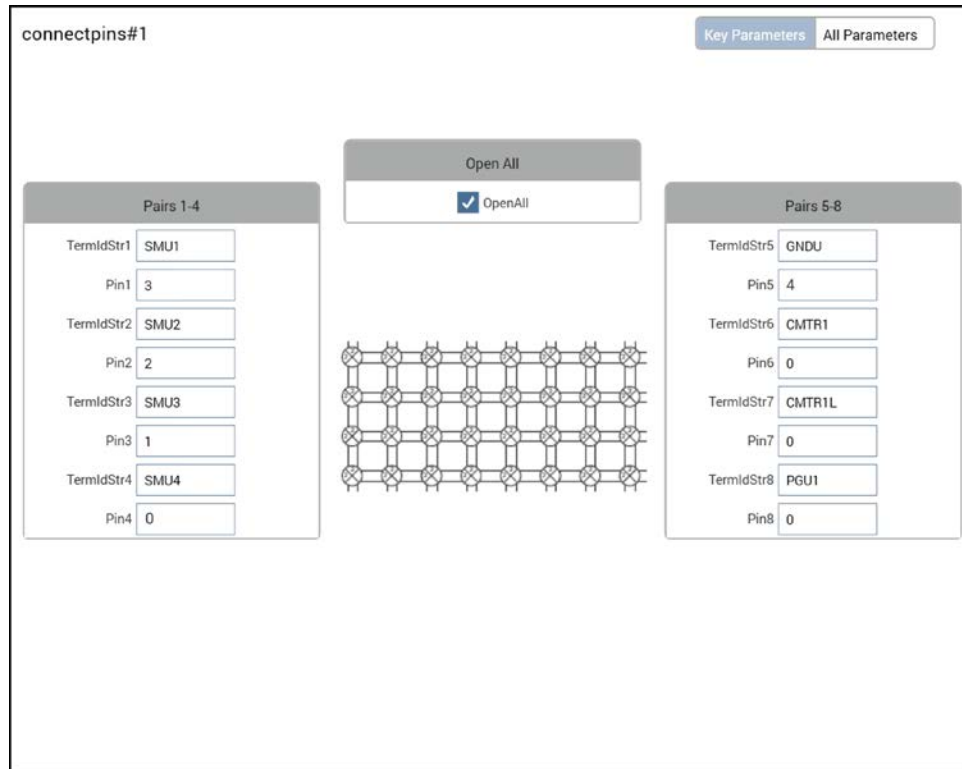 connectpins#1
Key Parameters All Parameters
Open All
OpenAll
Pairs 1-4
TermIdStr1 SMU1
Pin1 3
TermIdStr2 SMU2
Pin2 2
TermIdStr3 SMU3
Pin3 1
TermIdStr4 SMU4
Pin4 0
Pairs 5-8
TermIdStr5 GNDU
Pin5 4
TermIdStr6 CMTR1
Pin6 0
TermIdStr7 CMTR1L
Pin7 0
TermIdStr8 PGU1
Pin8 0